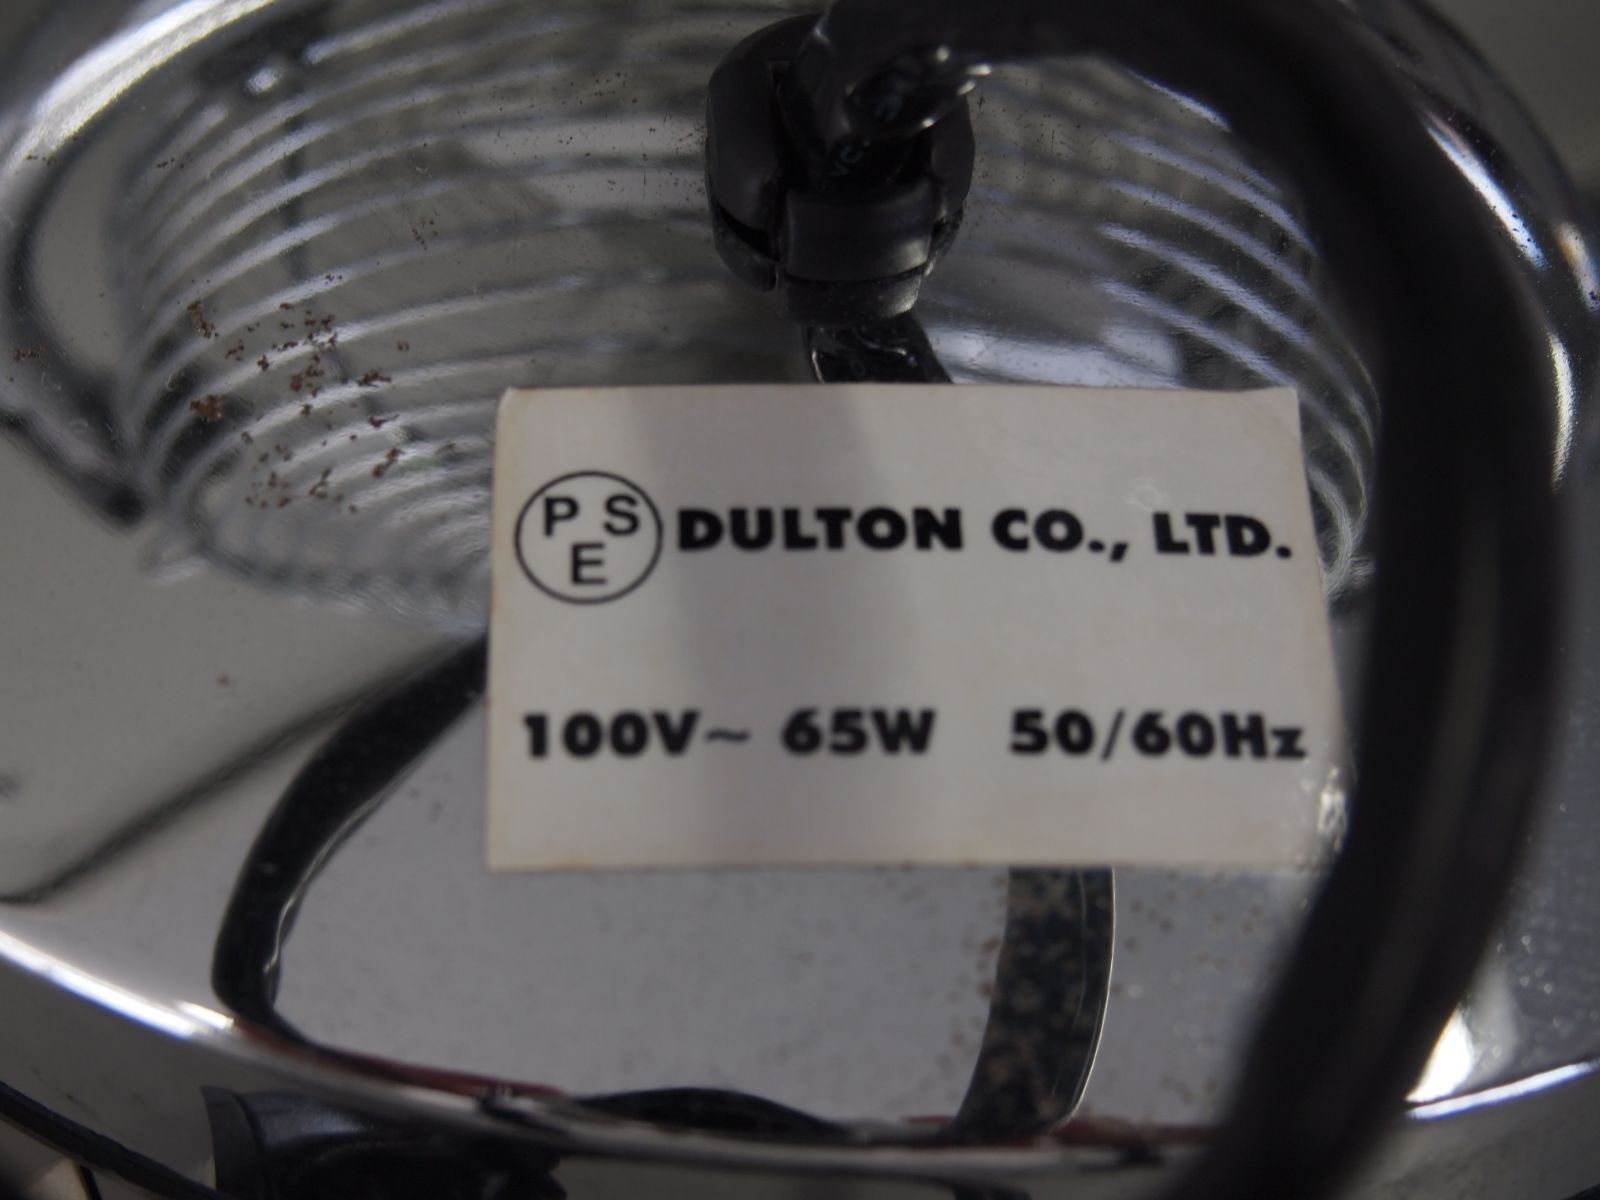 PSE DULTON CO., LTD.
100V~ 65W 50/60Hz